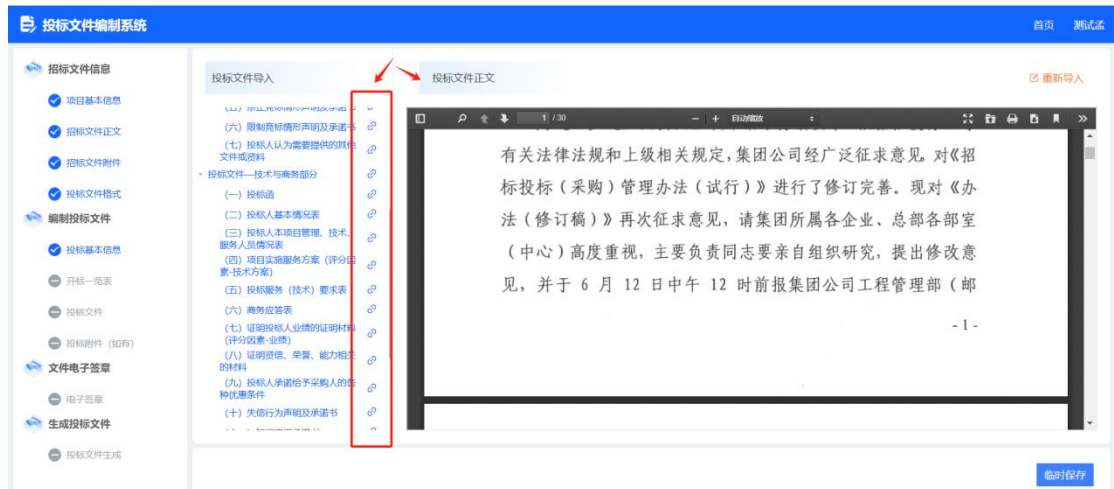 投标文件编制系统
首页 测试孟
招标文件信息
项目基本信息
招标文件正文
招标文件附件
投标文件格式
编制投标文件
投标基本信息
开标一览表
投标文件
投标附件（如有）
文件电子签章
电子签章
生成投标文件
投标文件生成
投标文件导入
（六）限制竞标情形声明及承诺书
（七）投标人认为需要提供的其他
文件或资料
投标文件—技术与商务部分
（一）投标函
（二）投标人基本情况表
（三）投标人本项目管理、技术、
服务人员情况表
（四）项目实施服务方案（评分因
素-技术方案）
（五）投标服务（技术）要求表
（六）商务应答表
（七）证明投标人业绩的证明材料
（评分因素-业绩）
（八）证明资信、荣誉、能力相关
的材料
（九）投标人承诺给予采购人的各
种优惠条件
（十）失信行为声明及承诺书
投标文件正文
重新导入
1 / 30
自动缩放
有关法律法规和上级相关规定，集团公司经广泛征求意见。对《招
标投标（采购）管理办法（试行）》进行了修订完善。现对《办
法（修订稿）》再次征求意见，请集团所属各企业、总部各部室
（中心）高度重视，主要负责同志要亲自组织研究，提出修改意
见，并于 6 月 12 日中午 12 时前报集团公司工程管理部（邮
- 1 -
临时保存